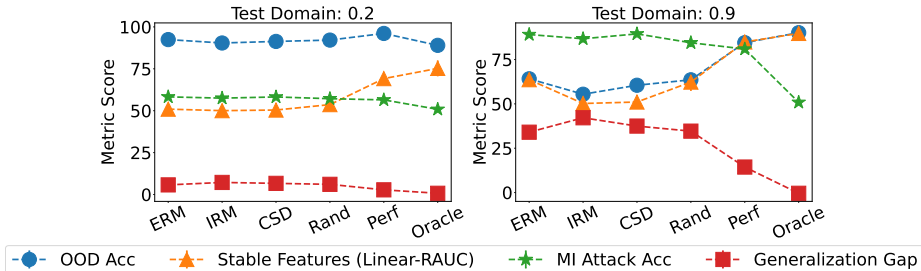 Test Domain: 0.2
Metric Score
100
75
50
25
0
ERM IRM CSD Rand Perf Oracle
Test Domain: 0.9
Metric Score
75
50
25
0
ERM IRM CSD Rand Perf Oracle
OOD Acc Stable Features (Linear-RAUC) MI Attack Acc Generalization Gap